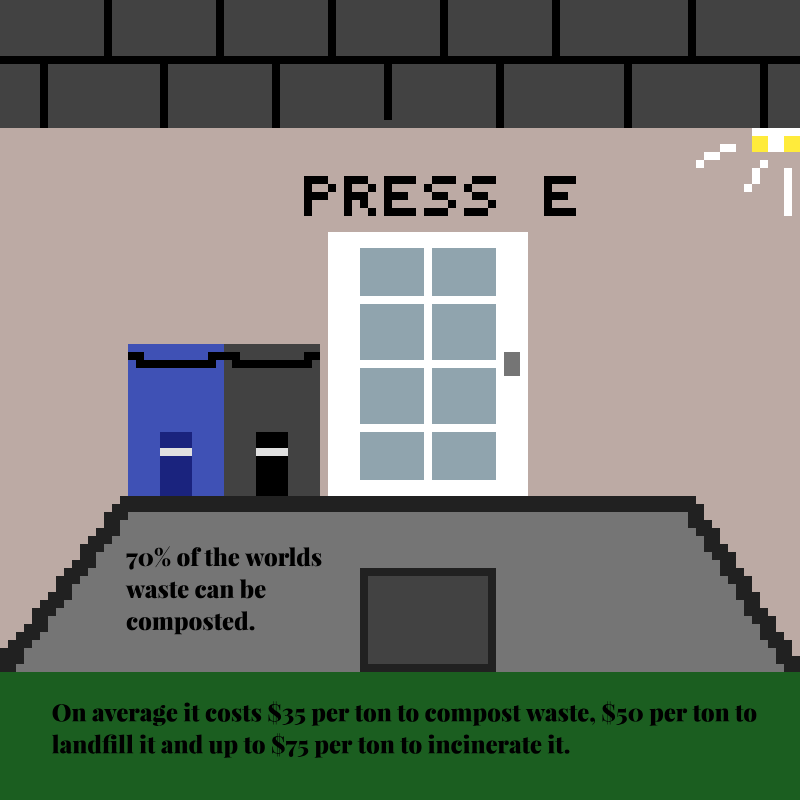 PRESS E
70% of the worlds
waste can be
composted.
On average it costs $35 per ton to compost waste, $50 per ton to
landfill it and up to $75 per ton to incinerate it.